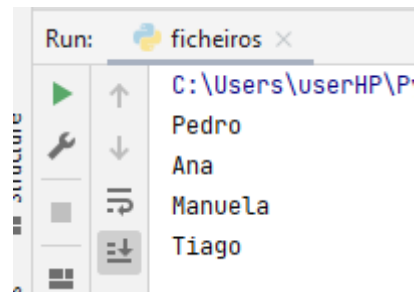 Run: ficheiros
C:\Users\userHP\P
Pedro
Ana
Manuela
Tiago